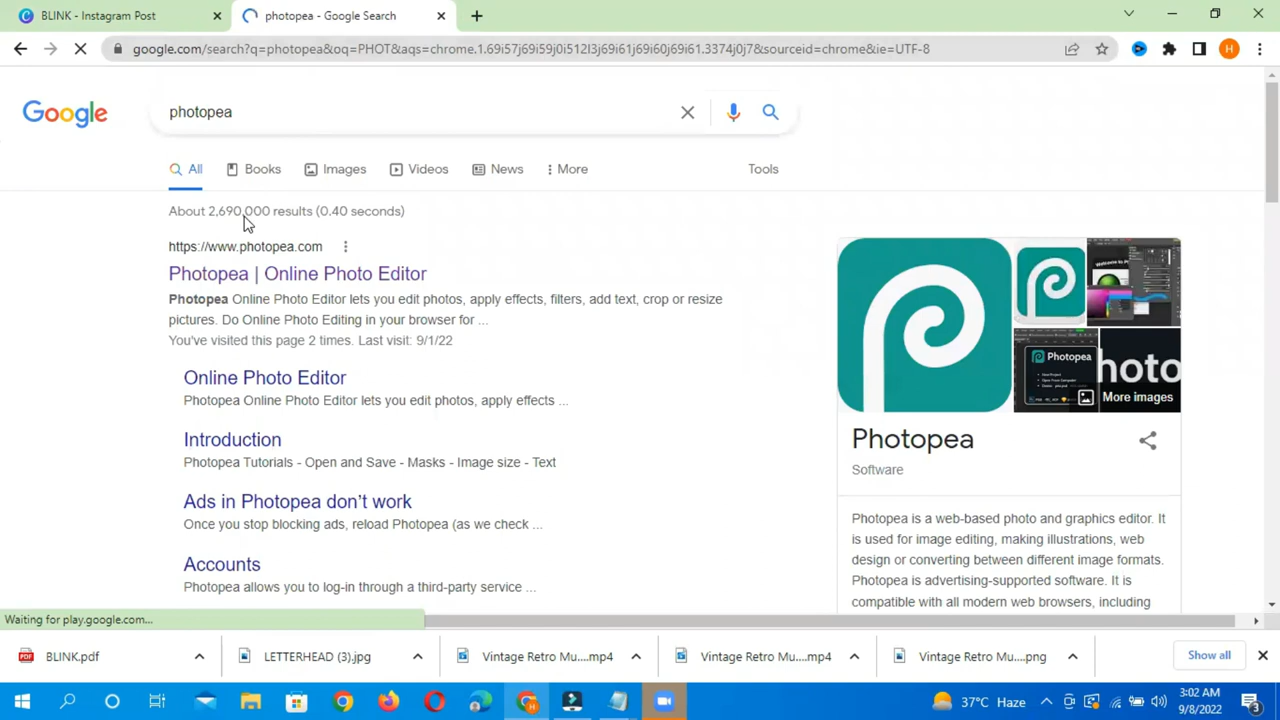 BLINK - Instagram Post
photopea - Google Search
google.com/search?q=photopea&oq=PHOT&aqs=chrome.1.69i57j69i59j0i512l3j69i61j69i60j69i61.3374j0j7&sourceid=chrome&ie=UTF-8
H
Google
photopea
All
Books
Images
Videos
News
More
Tools
About 2,690,000 results (0.40 seconds)
https://www.photopea.com
Photopea | Online Photo Editor
Photopea Online Photo Editor lets you edit photos, apply effects, filters, add text, crop or resize
pictures. Do Online Photo Editing in your browser for ...
You've visited this page 2 times. Last visit: 9/1/22
Online Photo Editor
Photopea Online Photo Editor lets you edit photos, apply effects ...
Introduction
Photopea Tutorials - Open and Save - Masks - Image size - Text
Ads in Photopea don't work
Once you stop blocking ads, reload Photopea (as we check ...
Accounts
Photopea allows you to log-in through a third-party service ...
Photopea
hoto
More images
Photopea
Software
Photopea is a web-based photo and graphics editor. It
is used for image editing, making illustrations, web
design or converting between different image formats.
Photopea is advertising-supported software. It is
compatible with all modern web browsers, including
Waiting for play.google.com...
BLINK.pdf
LETTERHEAD (3).jpg
Vintage Retro Mu....mp4
Vintage Retro Mu....mp4
Vintage Retro Mu....png
Show all
37°C Haze
3:02 AM
9/8/2022
3